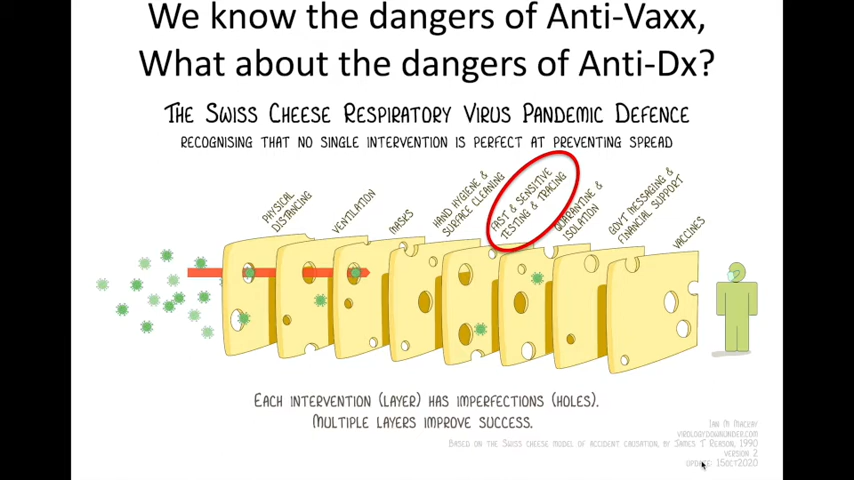 We know the dangers of Anti-Vaxx,
What about the dangers of Anti-Dx?
The Swiss Cheese Respiratory Virus Pandemic Defence
recognising that no single intervention is perfect at preventing spread
Physical
distancing
Ventilation
Masks
Hand hygiene &
surface cleaning
Fast & sensitive
testing & tracing
Quarantine &
isolation
Govt messaging &
financial support
Vaccines
Each intervention (layer) has imperfections (holes).
Multiple layers improve success.
Ian M Mackay
virologydownunder.com
Based on the Swiss cheese model of accident causation, by James T Reason, 1990
version 2
update: 15Oct2020